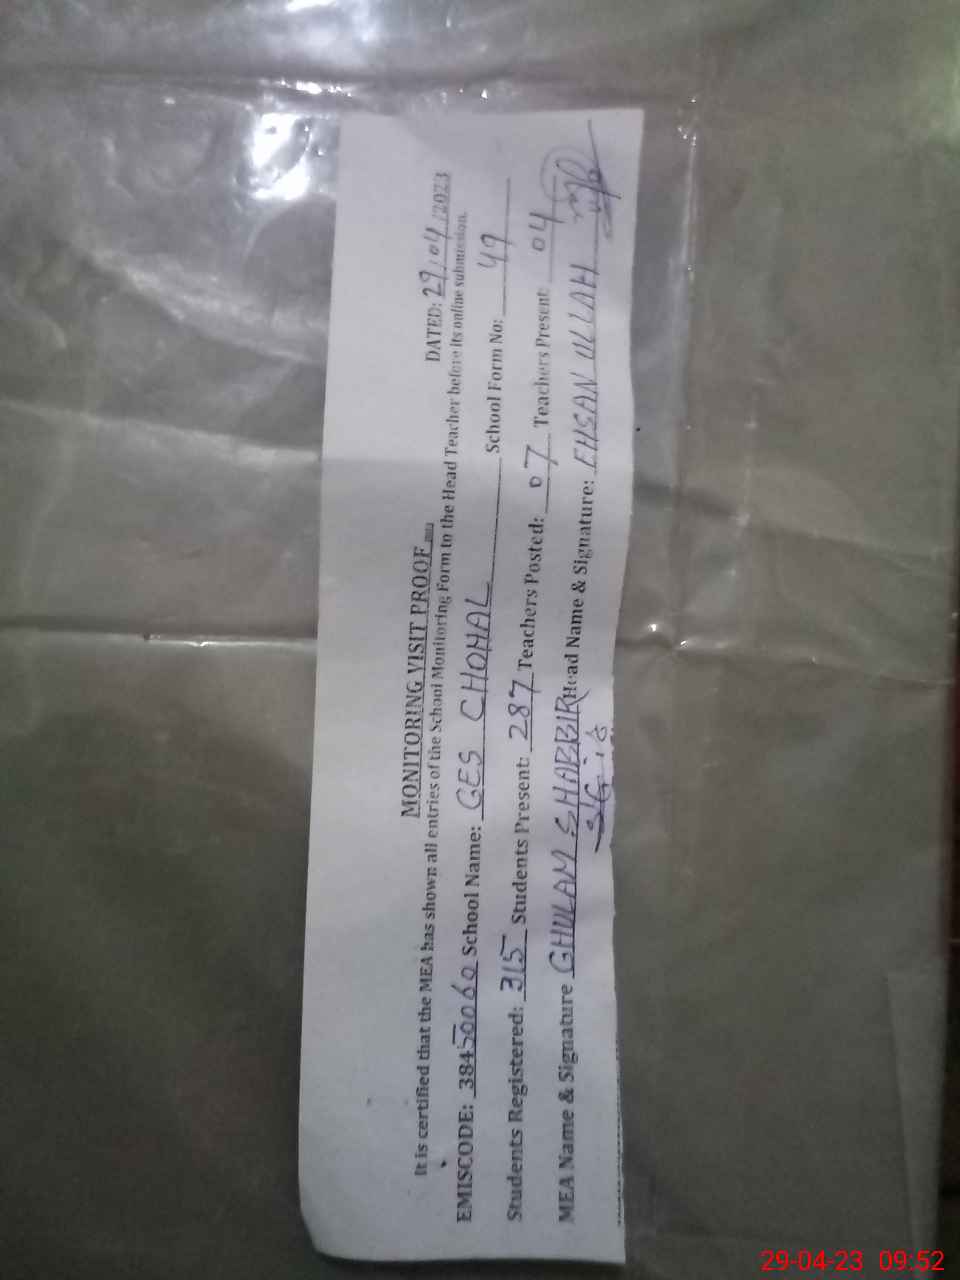 MONITORING VISIT PROOF
DATED: 29/04/2023
It is certified that the MEA has shown all entries of the School Monitoring Form to the Head Teacher before its online submission.
EMISCODE: 38450060 School Name: GES CHOHAL School Form No: 49
Students Registered: 315 Students Present: 287 Teachers Posted: 07 Teachers Present: 04
MEA Name & Signature GHULAM SHABBIR Head Name & Signature: EHSAN ULLAH
29-04-23 09:52